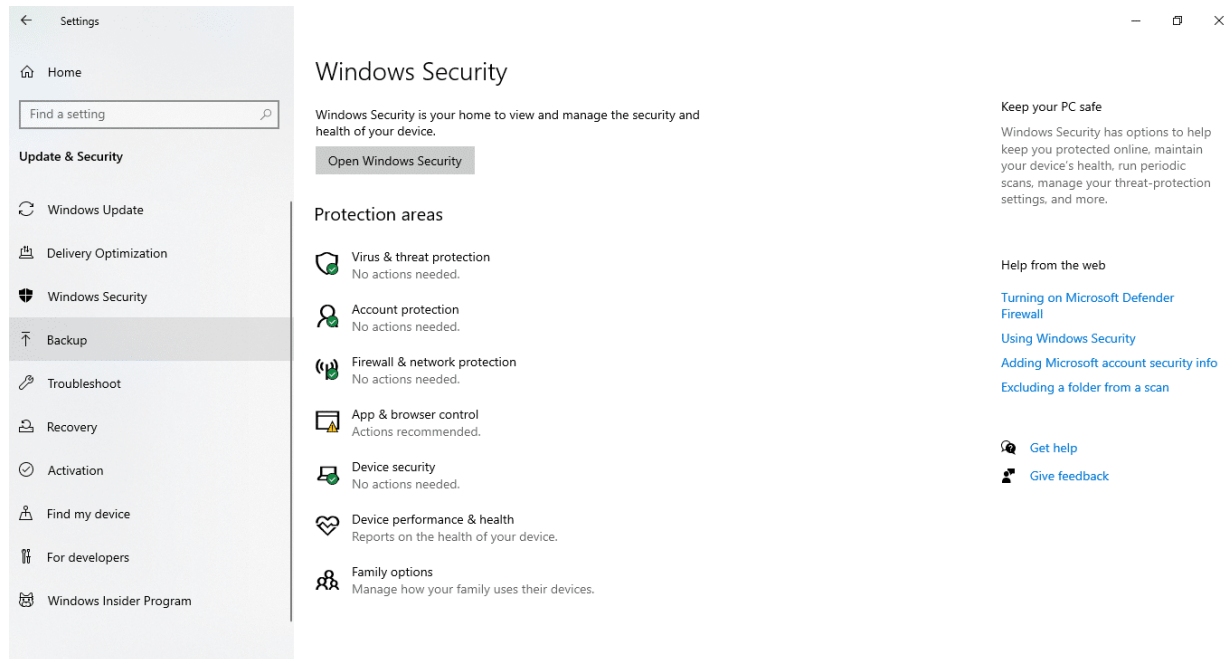 Settings
Home
Find a setting
Update & Security
Windows Update
Delivery Optimization
Windows Security
Backup
Troubleshoot
Recovery
Activation
Find my device
For developers
Windows Insider Program
Windows Security
Windows Security is your home to view and manage the security and
health of your device.
Open Windows Security
Protection areas
Virus & threat protection
No actions needed.
Account protection
No actions needed.
Firewall & network protection
No actions needed.
App & browser control
Actions recommended.
Device security
No actions needed.
Device performance & health
Reports on the health of your device.
Family options
Manage how your family uses their devices.
Keep your PC safe
Windows Security has options to help
keep you protected online, maintain
your device's health, run periodic
scans, manage your threat-protection
settings, and more.
Help from the web
Turning on Microsoft Defender
Firewall
Using Windows Security
Adding Microsoft account security info
Excluding a folder from a scan
Get help
Give feedback